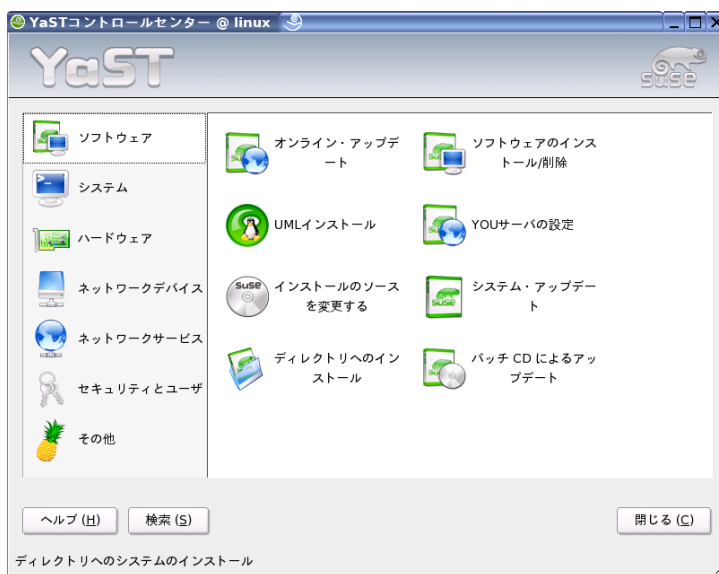 YaSTコントロールセンター @ linux
YaST
SUSE
ソフトウェア
システム
ハードウェア
ネットワークデバイス
ネットワークサービス
セキュリティとユーザ
その他
オンライン・アップデ
ート
ソフトウェアのインス
トール/削除
UMLインストール
YOUサーバの設定
SUSE
インストールのソース
を変更する
SUSE
システム・アップデー
ト
ディレクトリへのイン
ストール
パッチ CD によるアッ
プデート
ヘルプ (H)
検索 (S)
閉じる (C)
ディレクトリへのシステムのインストール